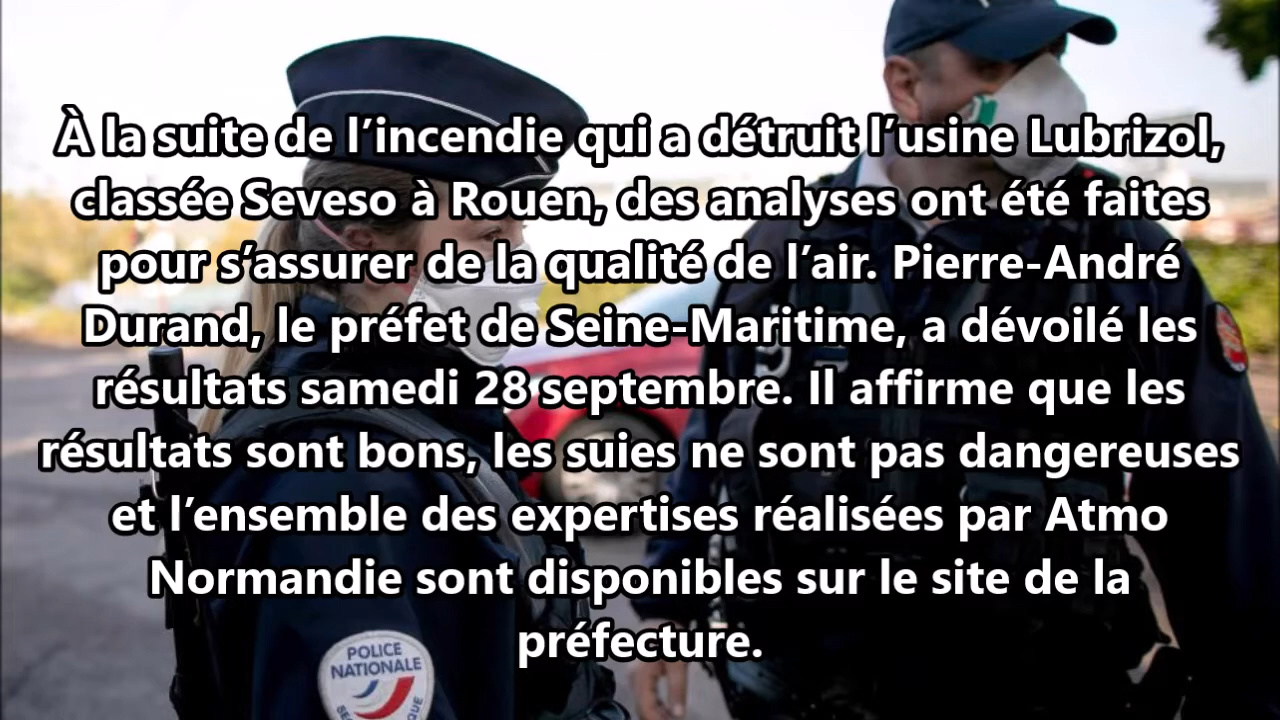 À la suite de l’incendie qui a détruit l’usine Lubrizol,
classée Seveso à Rouen, des analyses ont été faites
pour s’assurer de la qualité de l’air. Pierre-André
Durand, le préfet de Seine-Maritime, a dévoilé les
résultats samedi 28 septembre. Il affirme que les
résultats sont bons, les suies ne sont pas dangereuses
et l’ensemble des expertises réalisées par Atmo
Normandie sont disponibles sur le site de la
préfecture.
POLICE
NATIONALE